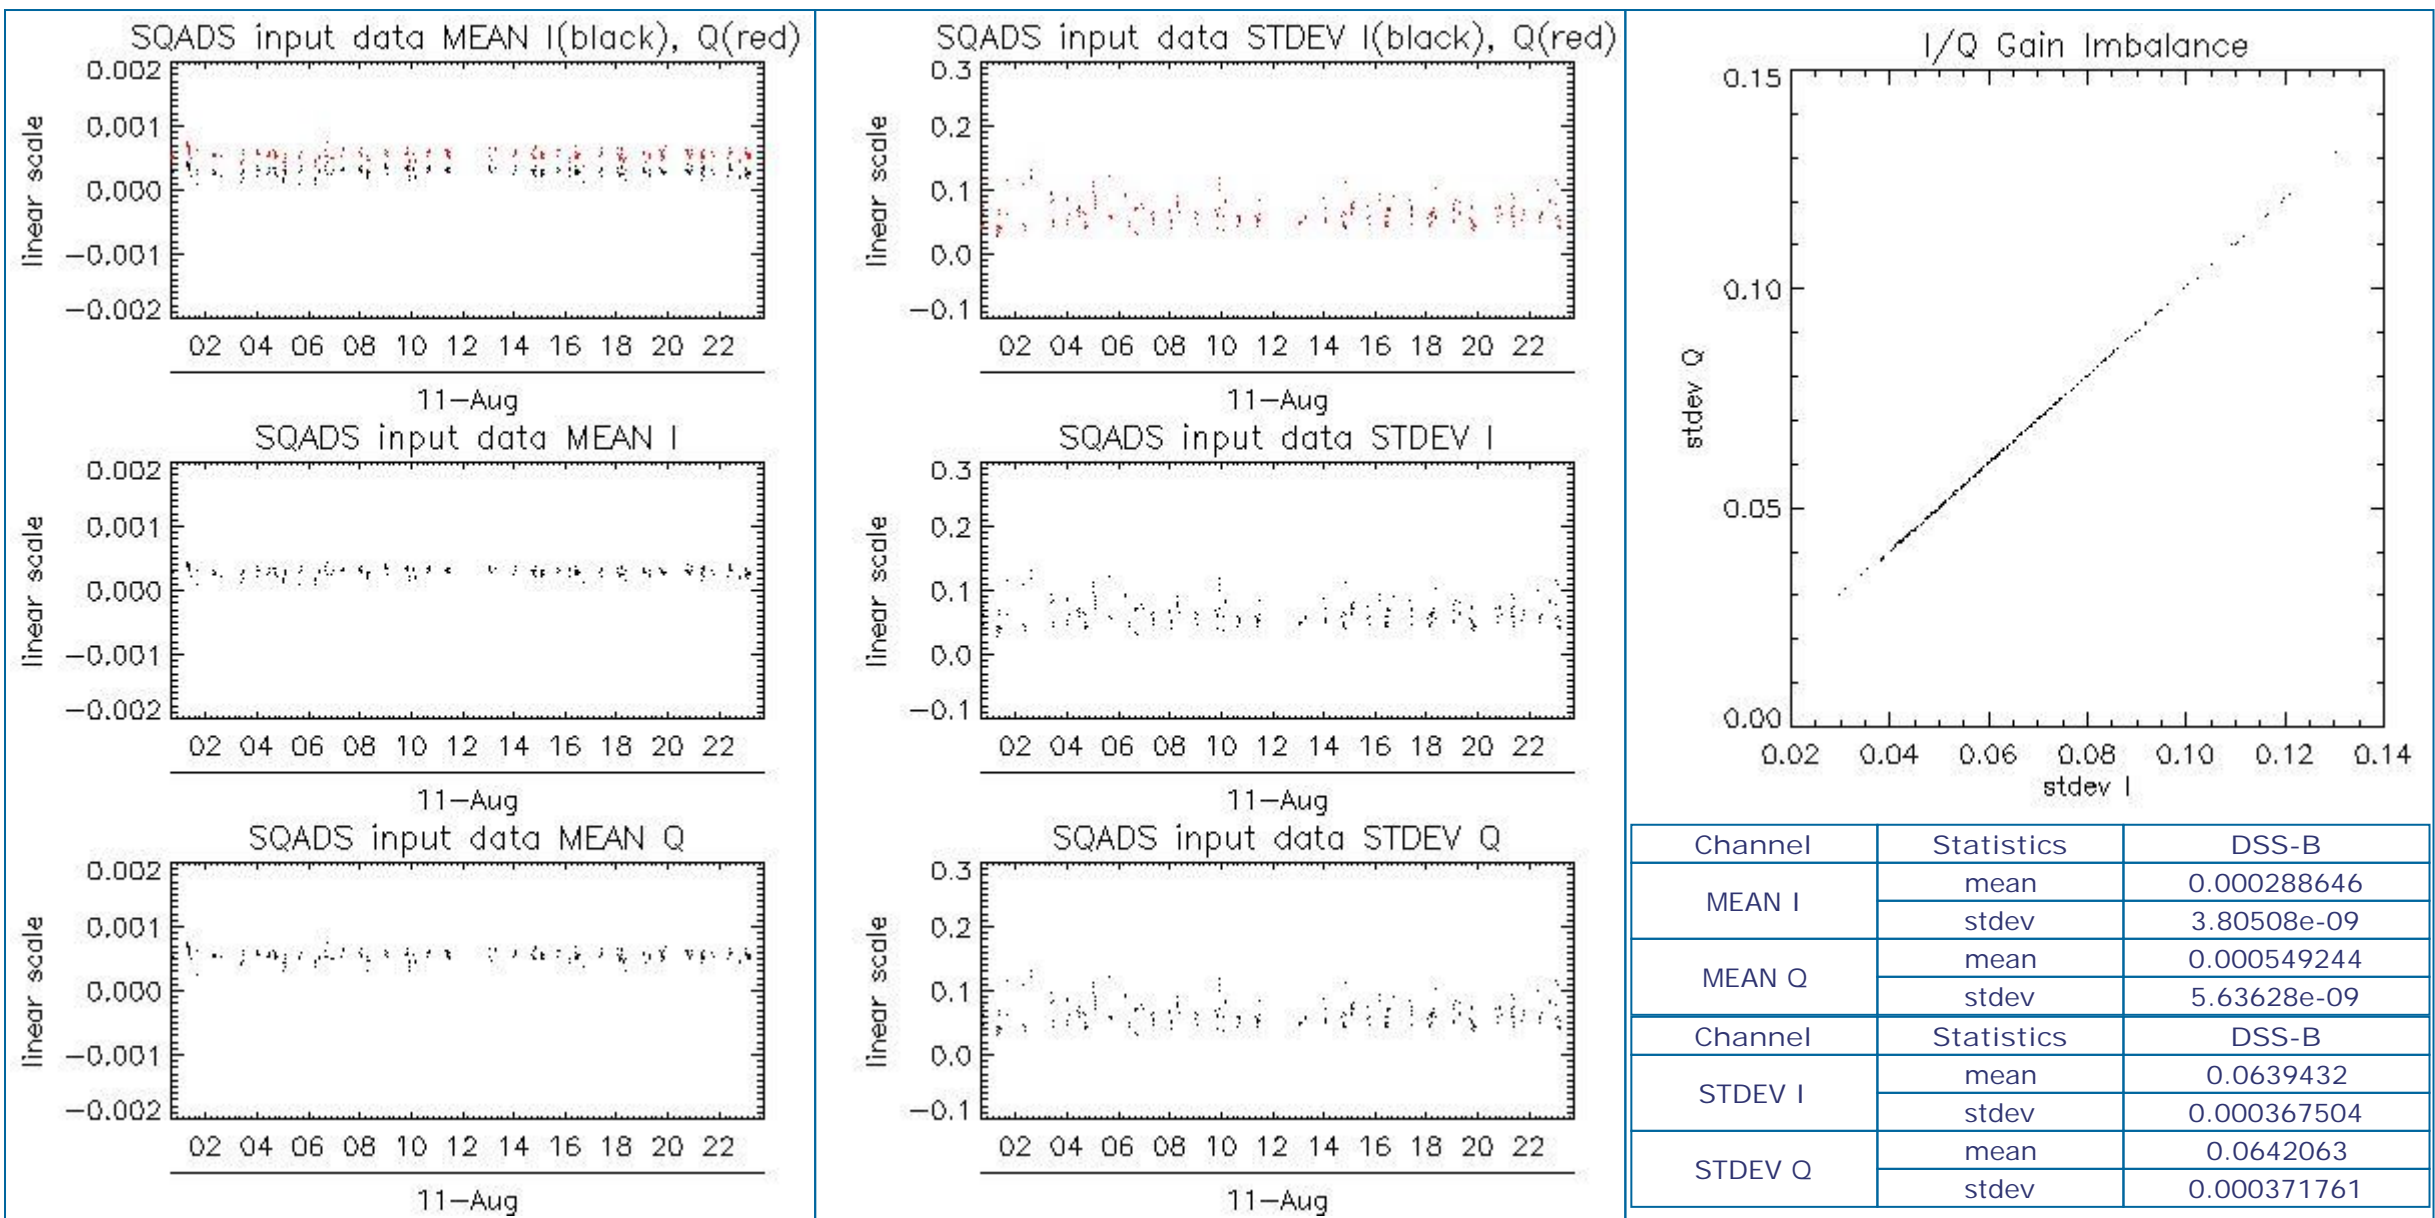 SQADS input data MEAN I(black), Q(red)
0.002
0.001
0.000
−0.001
−0.002
linear scale
02 04 06 08 10 12 14 16 18 20 22
11−Aug
SQADS input data MEAN I
0.002
0.001
0.000
−0.001
−0.002
linear scale
02 04 06 08 10 12 14 16 18 20 22
11−Aug
SQADS input data MEAN Q
0.002
0.001
0.000
−0.001
−0.002
linear scale
02 04 06 08 10 12 14 16 18 20 22
11−Aug
SQADS input data STDEV I(black), Q(red)
0.3
0.2
0.1
0.0
−0.1
linear scale
02 04 06 08 10 12 14 16 18 20 22
11−Aug
SQADS input data STDEV I
0.3
0.2
0.1
0.0
−0.1
linear scale
02 04 06 08 10 12 14 16 18 20 22
11−Aug
SQADS input data STDEV Q
0.3
0.2
0.1
0.0
−0.1
linear scale
02 04 06 08 10 12 14 16 18 20 22
11−Aug
I/Q Gain Imbalance
0.15
0.10
0.05
0.00
stdev Q
0.02 0.04 0.06 0.08 0.10 0.12 0.14
stdev I
Channel Statistics DSS-B
MEAN I mean 0.000288646
stdev 3.80508e-09
MEAN Q mean 0.000549244
stdev 5.63628e-09
Channel Statistics DSS-B
STDEV I mean 0.0639432
stdev 0.000367504
STDEV Q mean 0.0642063
stdev 0.000371761